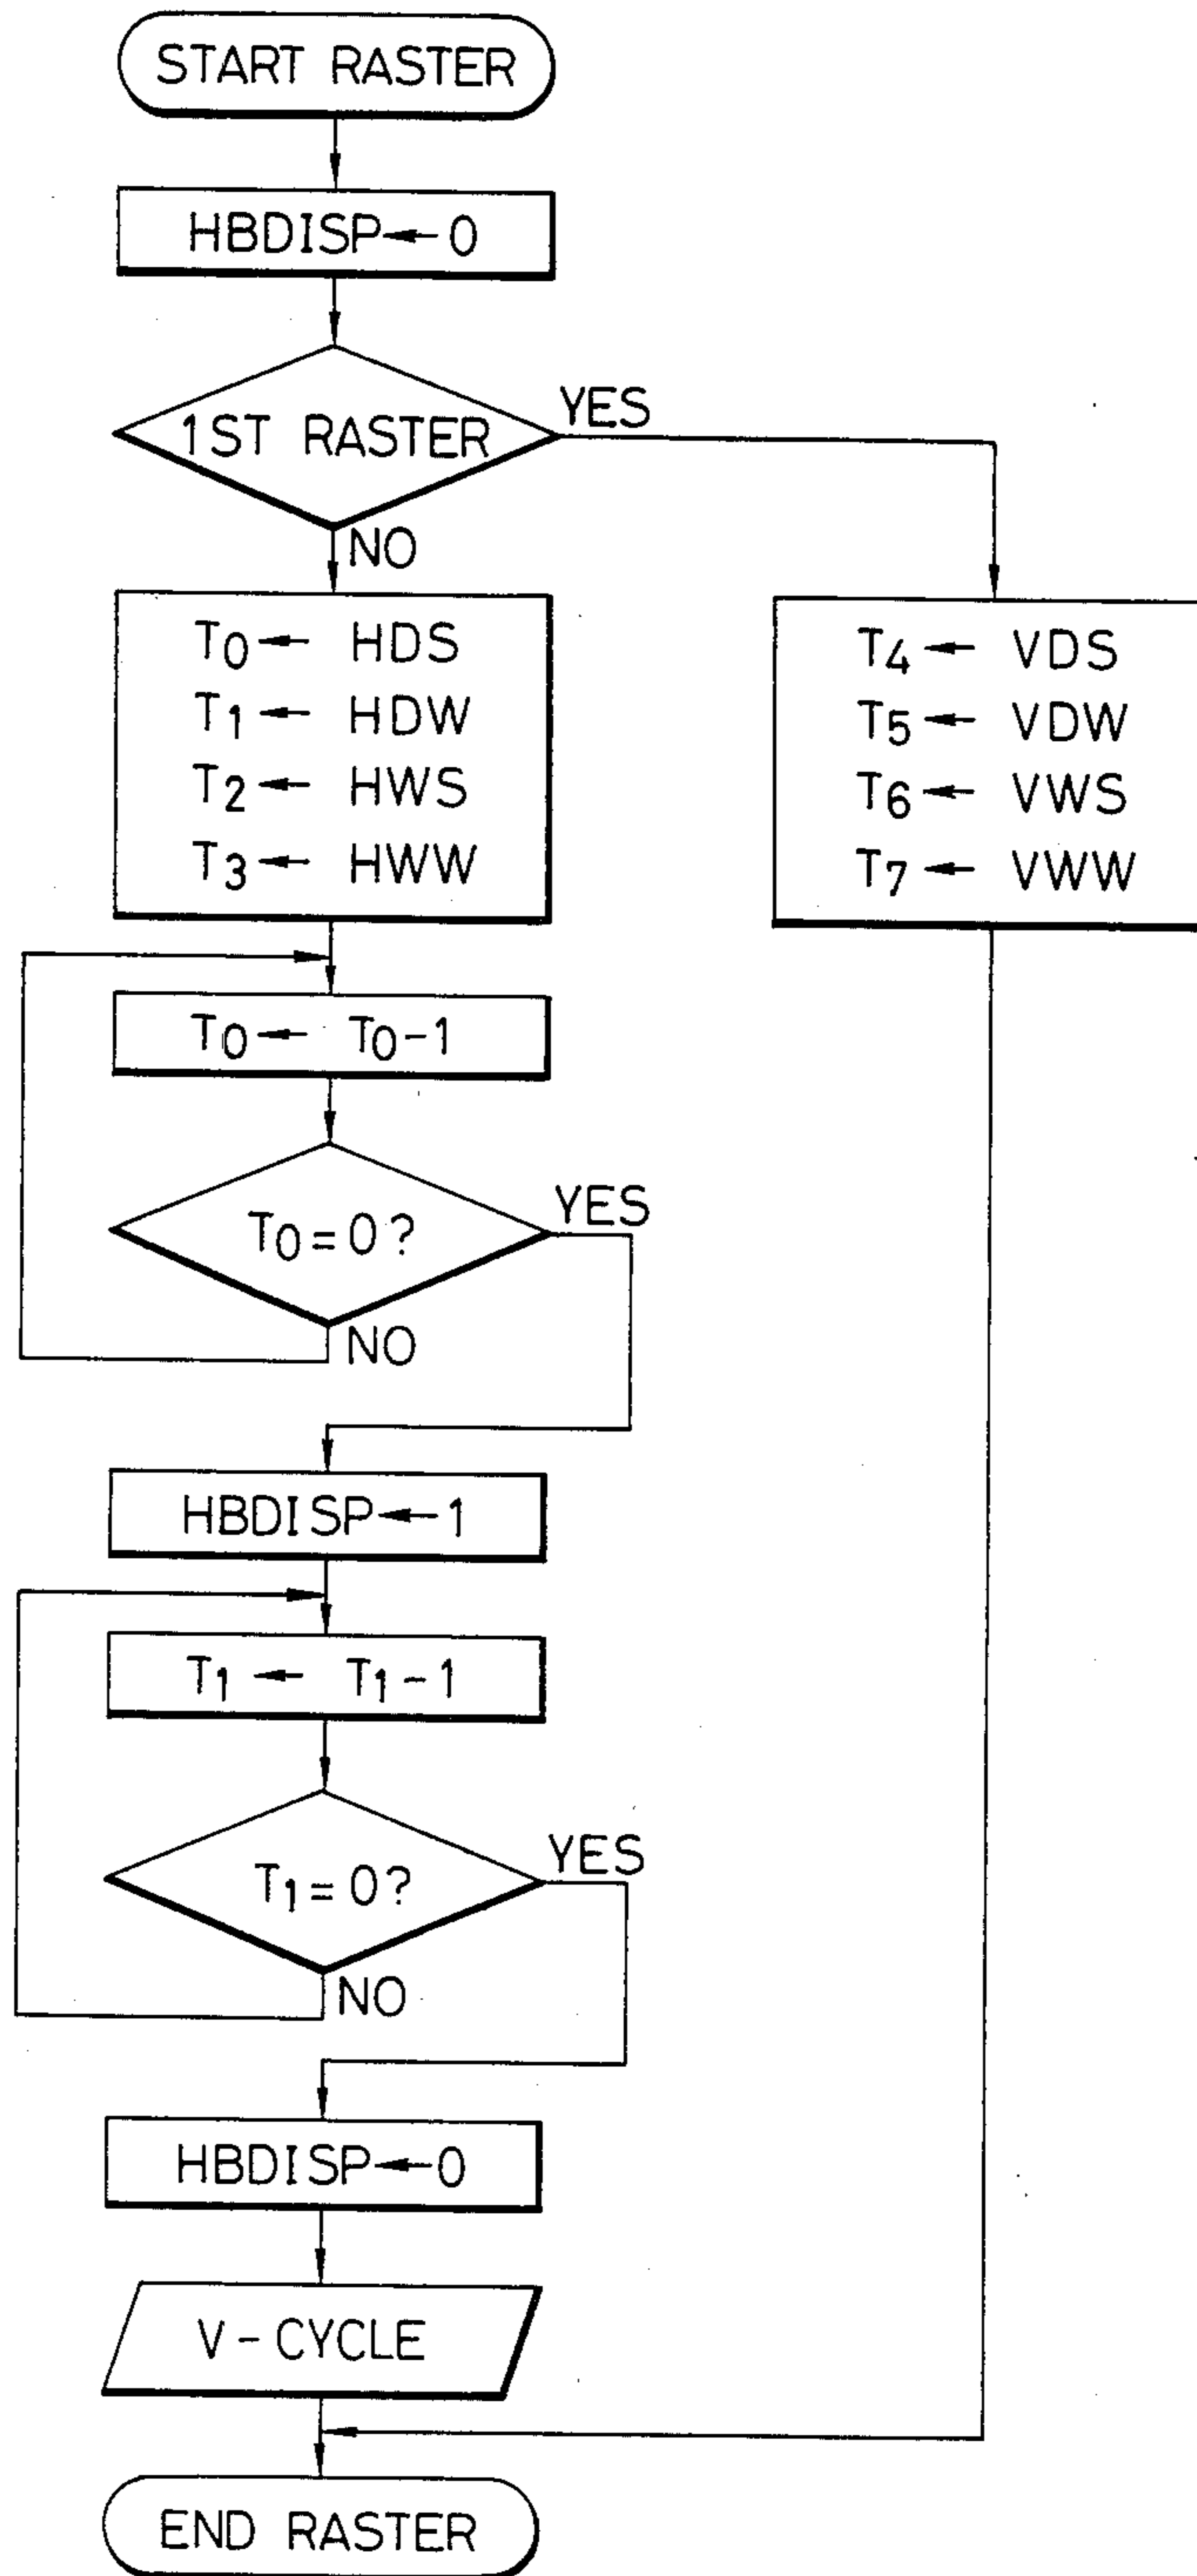 START RASTER
HBDISP←0
1ST RASTER
YES
NO
T0← HDS
T1← HDW
T2← HWS
T3← HWW
T4← VDS
T5← VDW
T6← VWS
T7← VWW
T0← T0-1
T0=0?
YES
NO
HBDISP←1
T1← T1-1
T1=0?
YES
NO
HBDISP←0
V-CYCLE
END RASTER